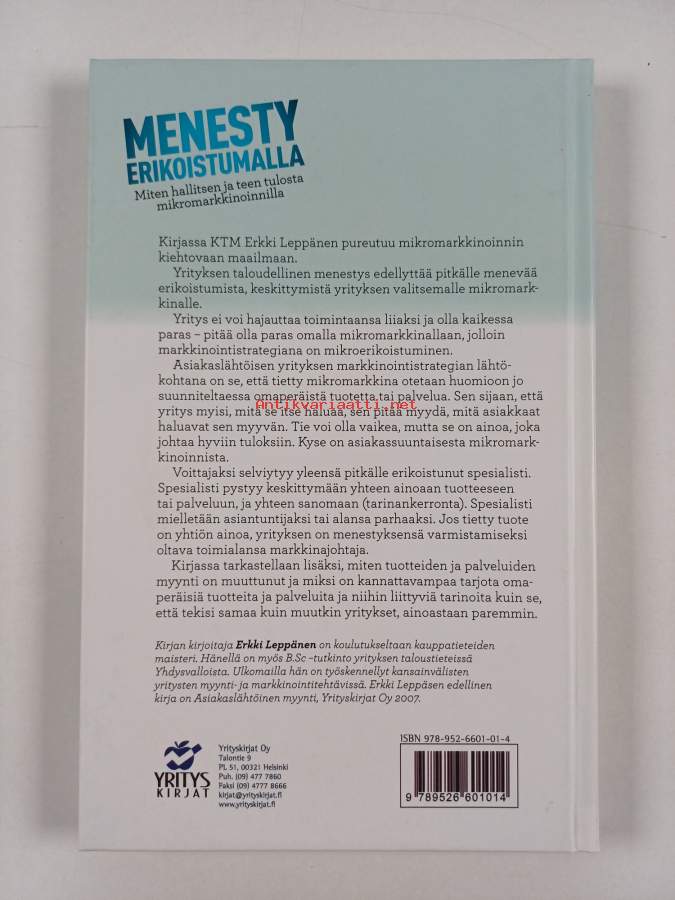 MENESTY
ERIKOISTUMALLA
Miten hallitsen ja teen tulosta
mikromarkkinoinnilla
Kirjassa KTM Erkki Leppänen pureutuu mikromarkkinoinnin
kiehtovaan maailmaan.
Yrityksen taloudellinen menestys edellyttää pitkälle menevää
erikoistumista, keskittymistä yrityksen valitsemalle mikromark-
kinalle.
Yritys ei voi hajauttaa toimintaansa liiaksi ja olla kaikessa
paras – pitää olla paras omalla mikromarkkinallaan, jolloin
markkinointistrategiana on mikroerikoistuminen.
Asiakaslähtöisen yrityksen markkinointistrategian lähtö-
kohtana on se, että tietty mikromarkkina otetaan huomioon jo
suunniteltaessa omaperäistä tuotetta tai palvelua. Sen sijaan, että
Antikvariaatti.net
yritys myisi, mitä se itse haluaa, sen pitää myydä, mitä asiakkaat
haluavat sen myyvän. Tie voi olla vaikea, mutta se on ainoa, joka
johtaa hyviin tuloksiin. Kyse on asiakassuuntaisesta mikromark-
kinoinnista.
Voittajaksi selviytyy yleensä pitkälle erikoistunut spesialisti.
Spesialisti pystyy keskittymään yhteen ainoaan tuotteeseen
tai palveluun, ja yhteen sanomaan (tarinankerronta). Spesialisti
mielletään asiantuntijaksi tai alansa parhaaksi. Jos tietty tuote
on yhtiön ainoa, yrityksen on menestyksensä varmistamiseksi
oltava toimialansa markkinajohtaja.
Kirjassa tarkastellaan lisäksi, miten tuotteiden ja palveluiden
myynti on muuttunut ja miksi on kannattavampaa tarjota oma-
peräisiä tuotteita ja palveluita ja niihin liittyviä tarinoita kuin se,
että tekisi samaa kuin muutkin yritykset, ainoastaan paremmin.
Kirjan kirjoitaja Erkki Leppänen on koulutukseltaan kauppatieteiden
maisteri. Hänellä on myös B.Sc –tutkinto yrityksen taloustieteissä
Yhdysvalloista. Ulkomailla hän on työskennellyt kansainvälisten
yritysten myynti- ja markkinointitehtävissä. Erkki Leppäsen edellinen
kirja on Asiakaslähtöinen myynti, Yrityskirjat Oy 2007.
YRITYS
KIRJAT
Yrityskirjat Oy
Talontie 9
PL 51, 00321 Helsinki
Puh. (09) 477 7860
Faksi (09) 4777 8666
kirjat@yrityskirjat.fi
www.yrityskirjat.fi
ISBN 978-952-6601-01-4
9 789526 601014